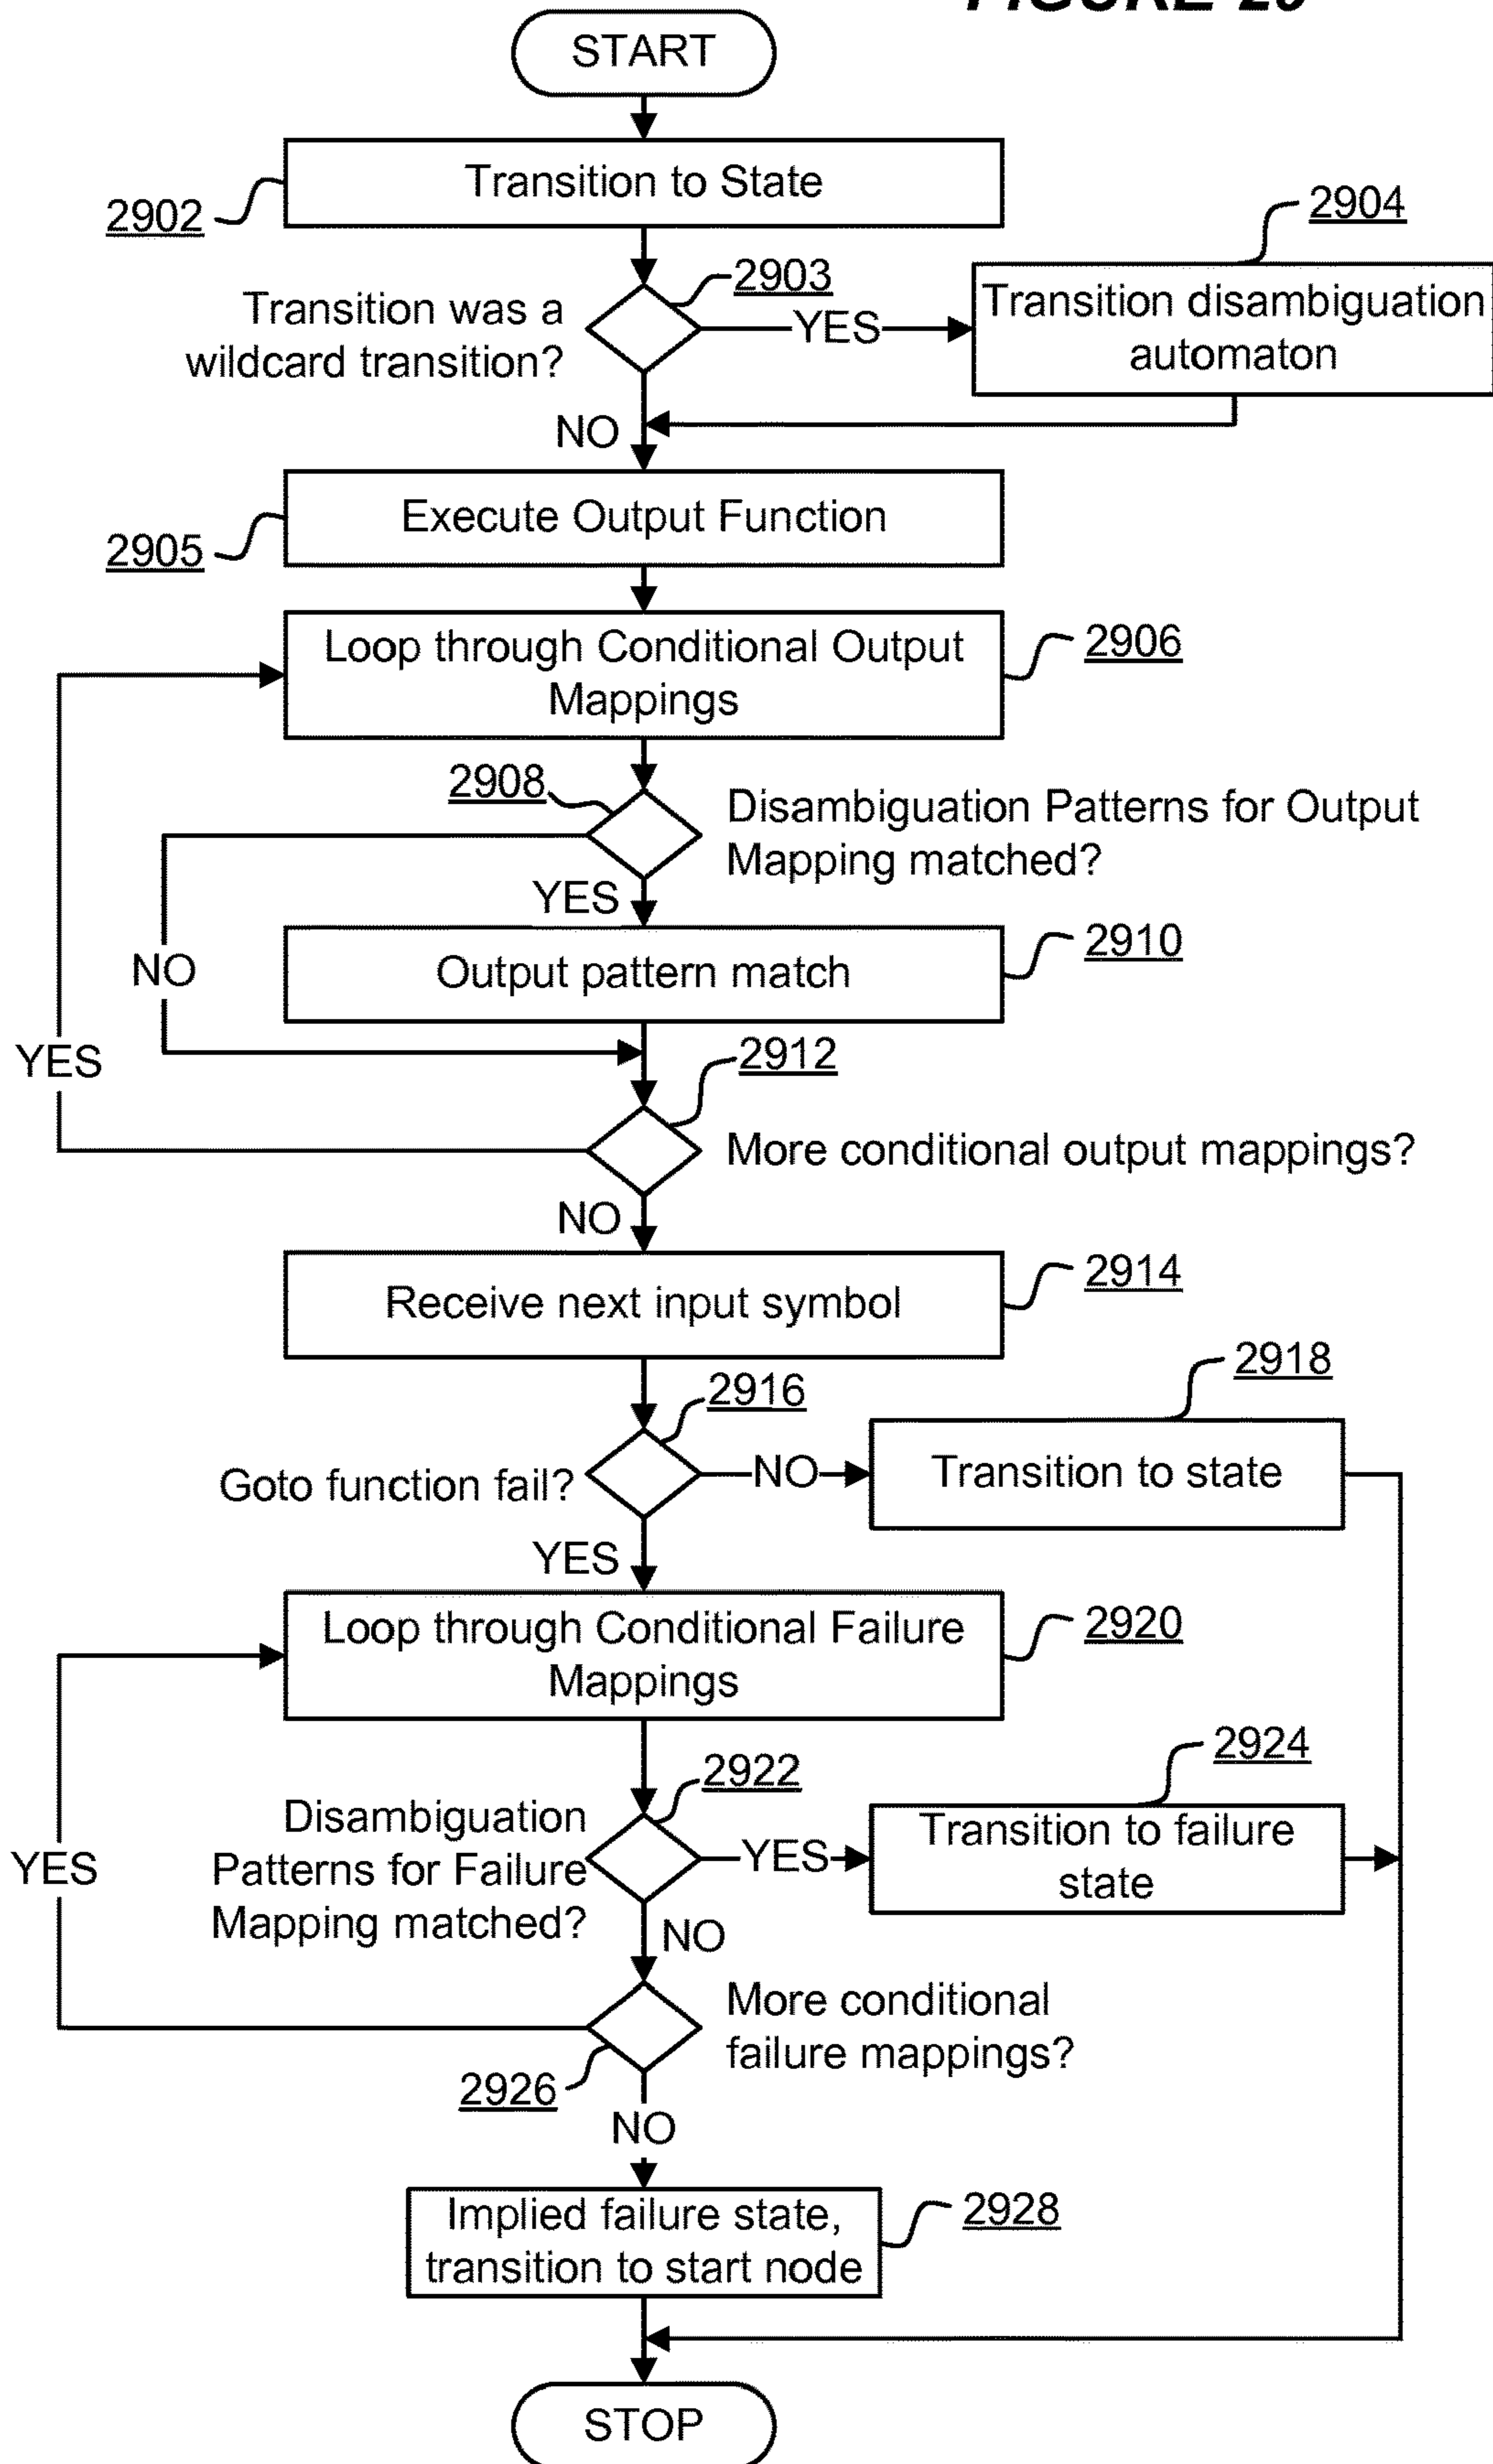 START
Transition to State
2902
2904
2903
Transition was a
wildcard transition?
YES
Transition disambiguation
automaton
NO
Execute Output Function
2905
Loop through Conditional Output
Mappings
2906
2908
Disambiguation Patterns for Output
Mapping matched?
YES
Output pattern match
2910
NO
YES
2912
More conditional output mappings?
NO
Receive next input symbol
2914
2918
2916
Goto function fail?
NO
Transition to state
YES
Loop through Conditional Failure
Mappings
2920
2924
2922
Disambiguation
Patterns for Failure
Mapping matched?
YES
Transition to failure
state
YES
NO
More conditional
failure mappings?
2926
NO
Implied failure state,
transition to start node
2928
STOP